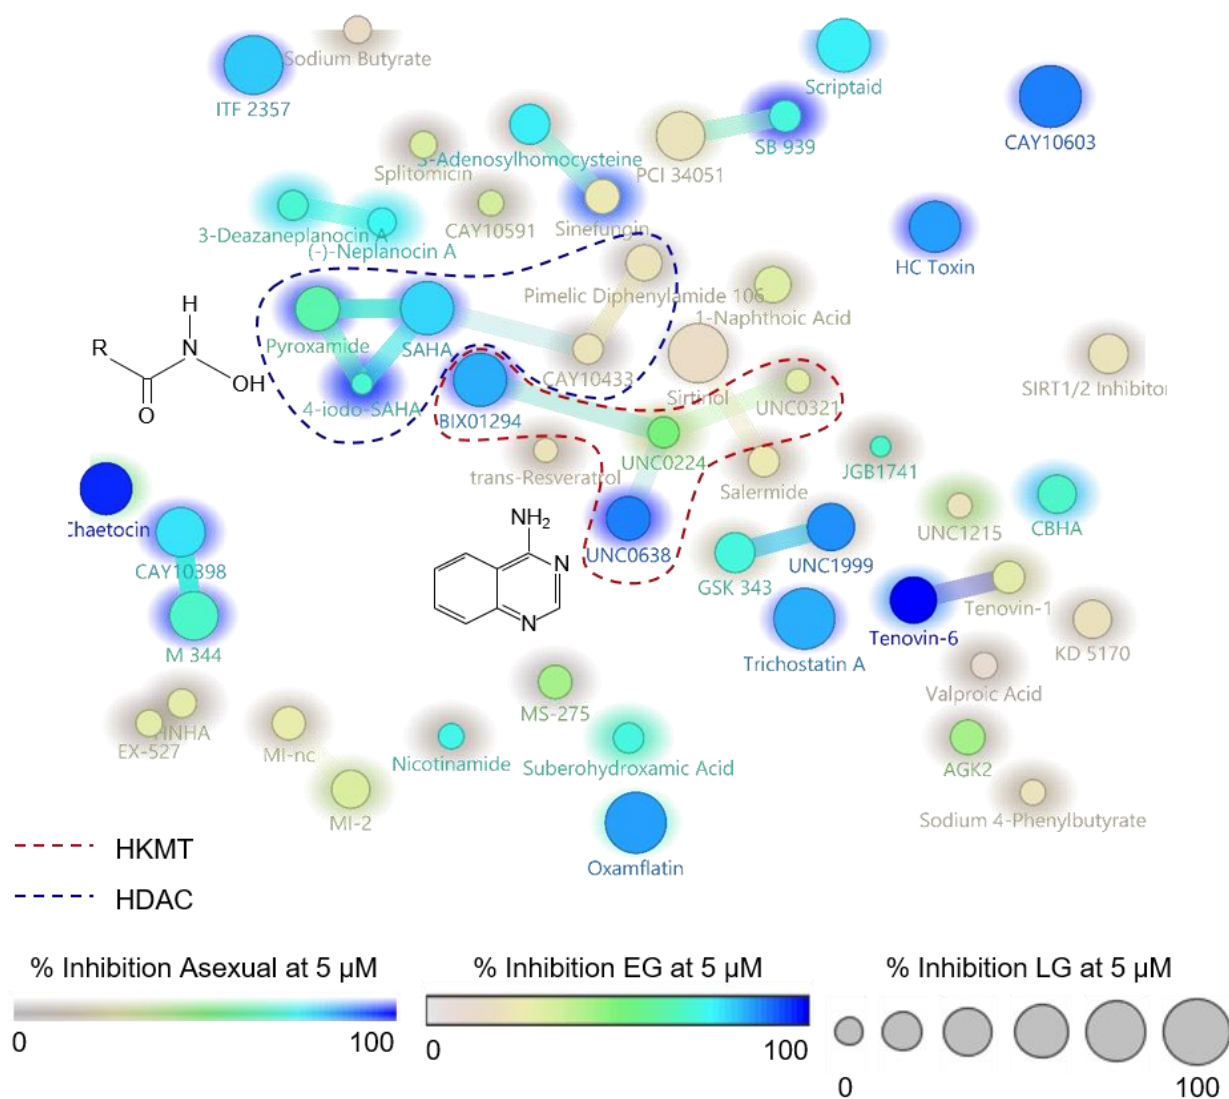 Sodium Butyrate
ITF 2357
Scriptaid
CAY10603
SB 939
S-Adenosylhomocysteine
Splitomicin
PCI 34051
CAY10591
Sinefungin
3-Deazaneplanocin A
(-)-Neplanocin A
HC Toxin
Pimelic Diphenylamide 106
1-Naphthoic Acid
H
R
N
OH
O
Pyroxamide
SAHA
CAY10433
Sirtinol
UNC0321
SIRT1/2 Inhibitor
4-iodo-SAHA
BIX01294
UNC0224
trans-Resveratrol
Salermide
JGB1741
Chaetocin
UNC1215
CBHA
NH2
N
N
UNC0638
CAY10398
GSK 343
UNC1999
Tenovin-1
Tenovin-6
M 344
Trichostatin A
KD 5170
Valproic Acid
MS-275
HNHA
EX-527
MI-nc
Nicotinamide
Suberohydroxamic Acid
AGK2
MI-2
Sodium 4-Phenylbutyrate
Oxamflatin
HKMT
HDAC
% Inhibition Asexual at 5 µM
0 100
% Inhibition EG at 5 µM
0 100
% Inhibition LG at 5 µM
0 100